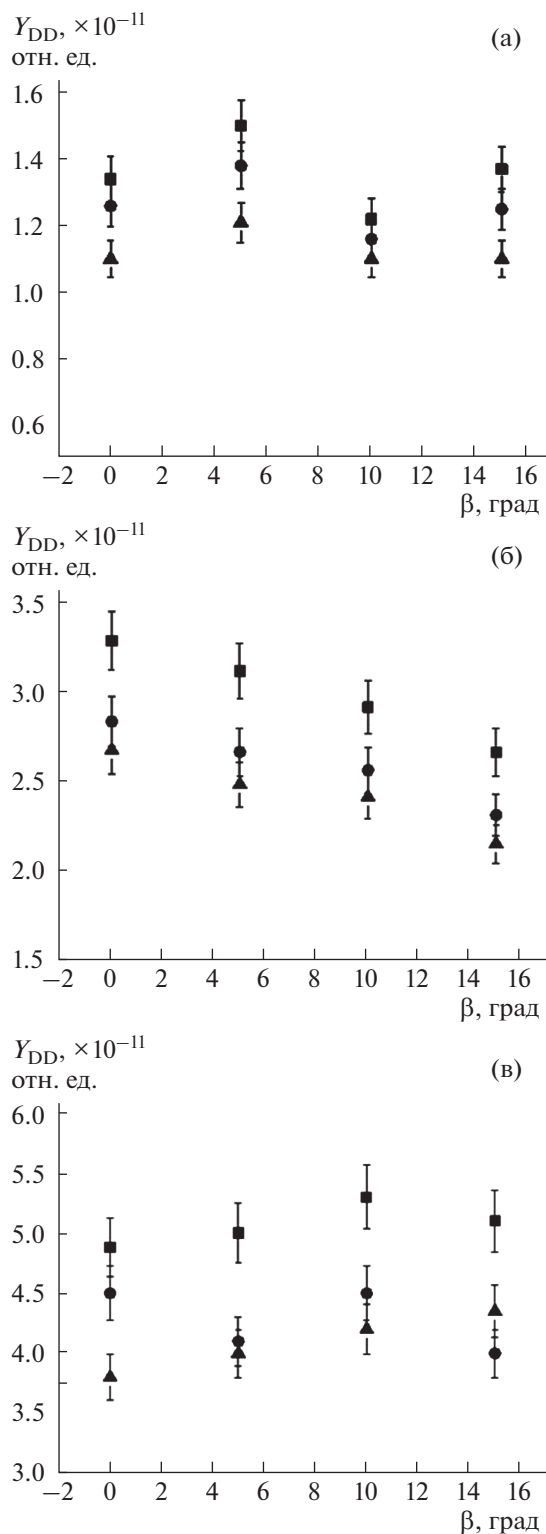 Y_DD, ×10⁻¹¹ (а)
отн. ед.
1.6
1.4
1.2
1.0
0.8
0.6
−2 0 2 4 6 8 10 12 14 16
β, град
Y_DD, ×10⁻¹¹ (б)
отн. ед.
3.5
3.0
2.5
2.0
1.5
−2 0 2 4 6 8 10 12 14 16
β, град
Y_DD, ×10⁻¹¹
отн. ед. (в)
6.0
5.5
5.0
4.5
4.0
3.5
3.0
−2 0 2 4 6 8 10 12 14 16
β, град